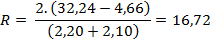 R = 2.(32,24−4,66) / (2,20+2,10) = 16,72